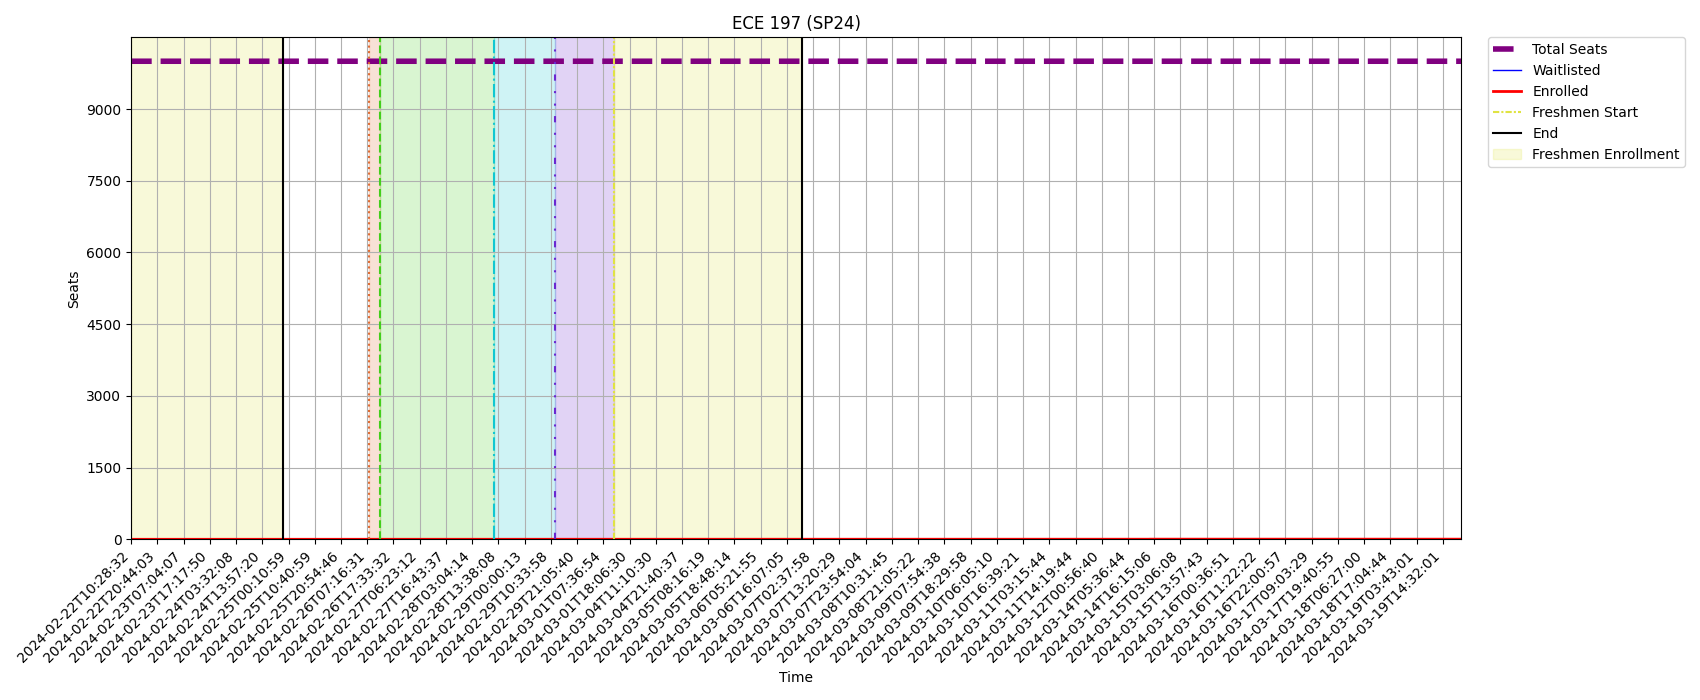 ECE 197 (SP24)
Total Seats
Waitlisted
Enrolled
Freshmen Start
End
Freshmen Enrollment
Seats
9000
7500
6000
4500
3000
1500
0
2024-02-22T10:28:32
2024-02-22T20:44:03
2024-02-23T07:04:07
2024-02-23T17:17:50
2024-02-24T03:32:08
2024-02-24T13:57:20
2024-02-25T00:10:59
2024-02-25T10:40:59
2024-02-25T20:54:46
2024-02-26T07:16:31
2024-02-26T17:33:32
2024-02-27T06:23:12
2024-02-27T16:43:37
2024-02-28T03:04:14
2024-02-28T13:38:08
2024-02-29T00:00:13
2024-02-29T10:33:58
2024-02-29T21:05:40
2024-03-01T07:36:54
2024-03-01T18:06:30
2024-03-04T11:10:30
2024-03-04T21:40:37
2024-03-05T08:16:19
2024-03-05T18:48:14
2024-03-06T05:21:55
2024-03-06T16:07:05
2024-03-07T02:37:58
2024-03-07T13:20:29
2024-03-07T23:54:04
2024-03-08T10:31:45
2024-03-08T21:05:22
2024-03-09T07:54:38
2024-03-09T18:29:58
2024-03-10T06:05:10
2024-03-10T16:39:21
2024-03-11T03:15:44
2024-03-11T14:19:44
2024-03-12T00:56:40
2024-03-14T05:36:44
2024-03-14T16:15:06
2024-03-15T03:06:08
2024-03-15T13:57:43
2024-03-16T00:36:51
2024-03-16T11:22:22
2024-03-16T22:00:57
2024-03-17T09:03:29
2024-03-17T19:40:55
2024-03-18T06:27:00
2024-03-18T17:04:44
2024-03-19T03:43:01
2024-03-19T14:32:01
Time